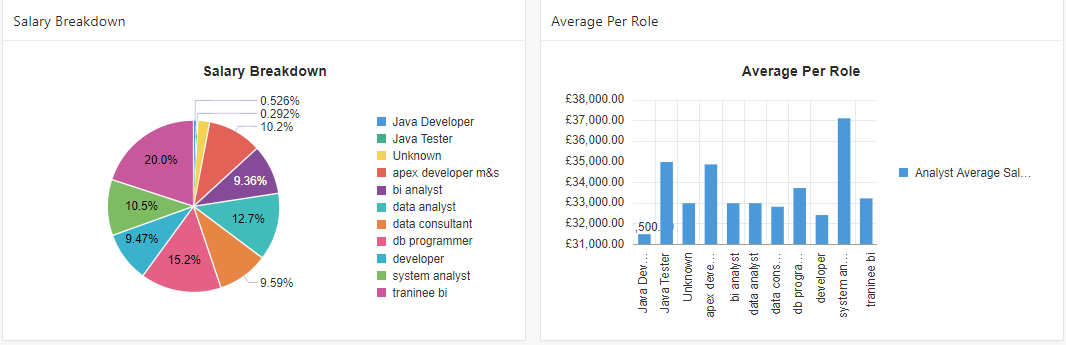 Salary Breakdown
Salary Breakdown
0.526%
0.292%
10.2%
20.0%
9.36%
10.5%
12.7%
9.47%
15.2%
9.59%
Java Developer
Java Tester
Unknown
apex developer m&s
bi analyst
data analyst
data consultant
db programmer
developer
system analyst
traninee bi
Average Per Role
Average Per Role
£38,000.00
£37,000.00
£36,000.00
£35,000.00
£34,000.00
£33,000.00
£32,000.00
£31,000.00
Java Dev...
Java Tester
Unknown
apex deve...
bi analyst
data analyst
data cons...
db progra...
developer
system an...
traninee bi
Analyst Average Sal...